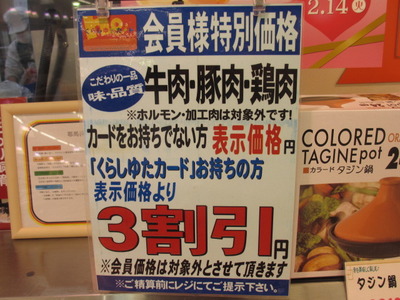 会員様特別価格
こだわりの一品
味・品質
牛肉・豚肉・鶏肉
※ホルモン・加工肉は対象外です!
カードをお持ちでない方 表示価格円
「くらしゆたカード」お持ちの方
表示価格より
3割引円
※会員価格は対象外とさせて頂きます
※ご精算前にレジにてご提示下さい。
2.14(火)
COLORED
TAGINE pot
カラード タジン鍋
タジン鍋